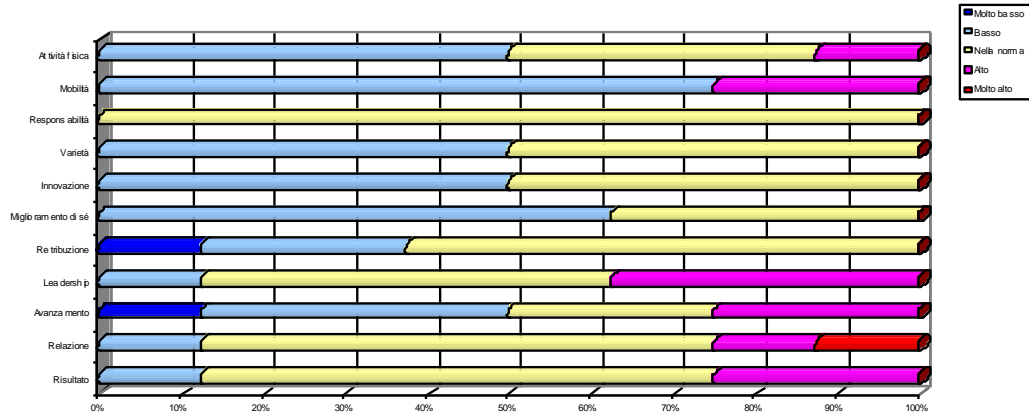 Molto basso
Basso
Nella norma
Alto
Molto alto
Attività fisica
Mobilità
Responsabilità
Varietà
Innovazione
Miglioramento di sé
Retribuzione
Leadership
Avanzamento
Relazione
Risultato
0% 10% 20% 30% 40% 50% 60% 70% 80% 90% 100%